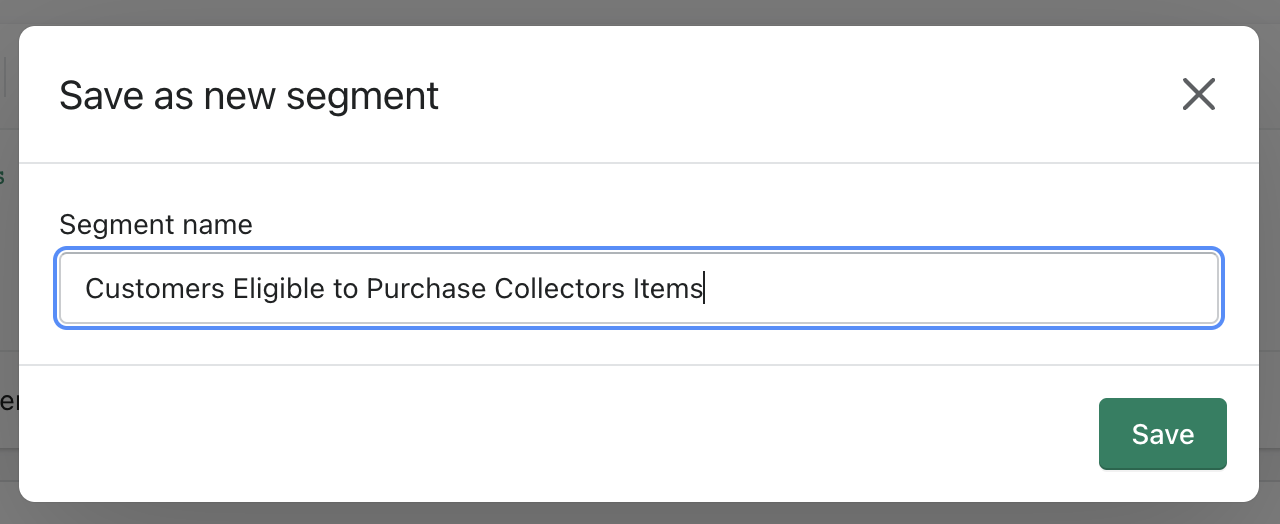 Save as new segment
Segment name
Customers Eligible to Purchase Collectors Items
Save